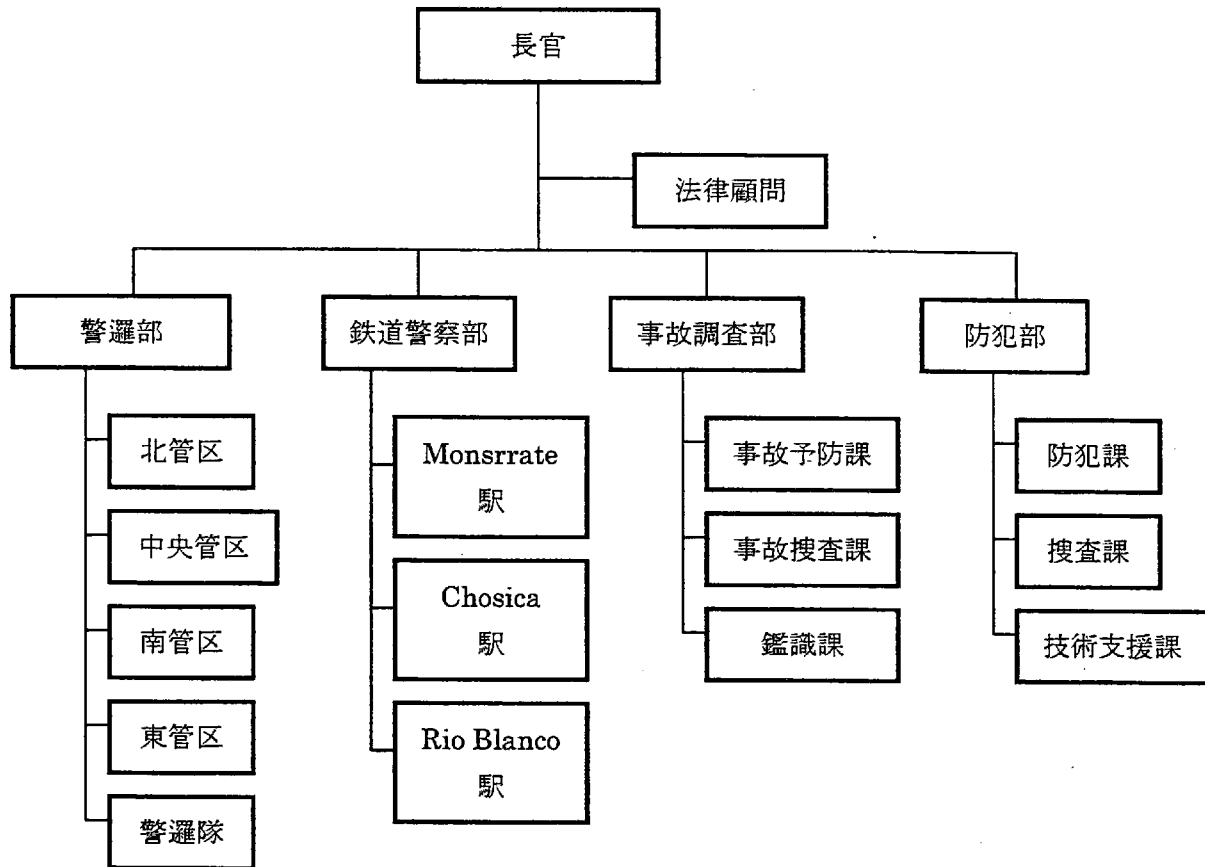 長官
法律顧問
警邏部
鉄道警察部
事故調査部
防犯部
北管区
中央管区
南管区
東管区
警邏隊
Monsrrate
駅
Chosica
駅
Rio Blanco
駅
事故予防課
事故捜査課
鑑識課
防犯課
捜査課
技術支援課